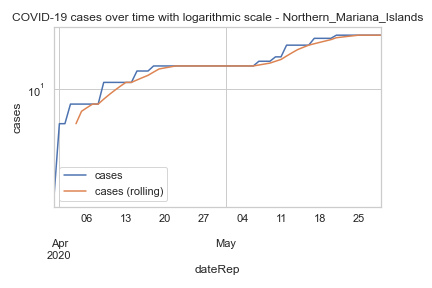 COVID-19 cases over time with logarithmic scale - Northern_Mariana_Islands
cases
10¹
cases
cases (rolling)
06 13 20 27 04 11 18 25
Apr May
2020
dateRep